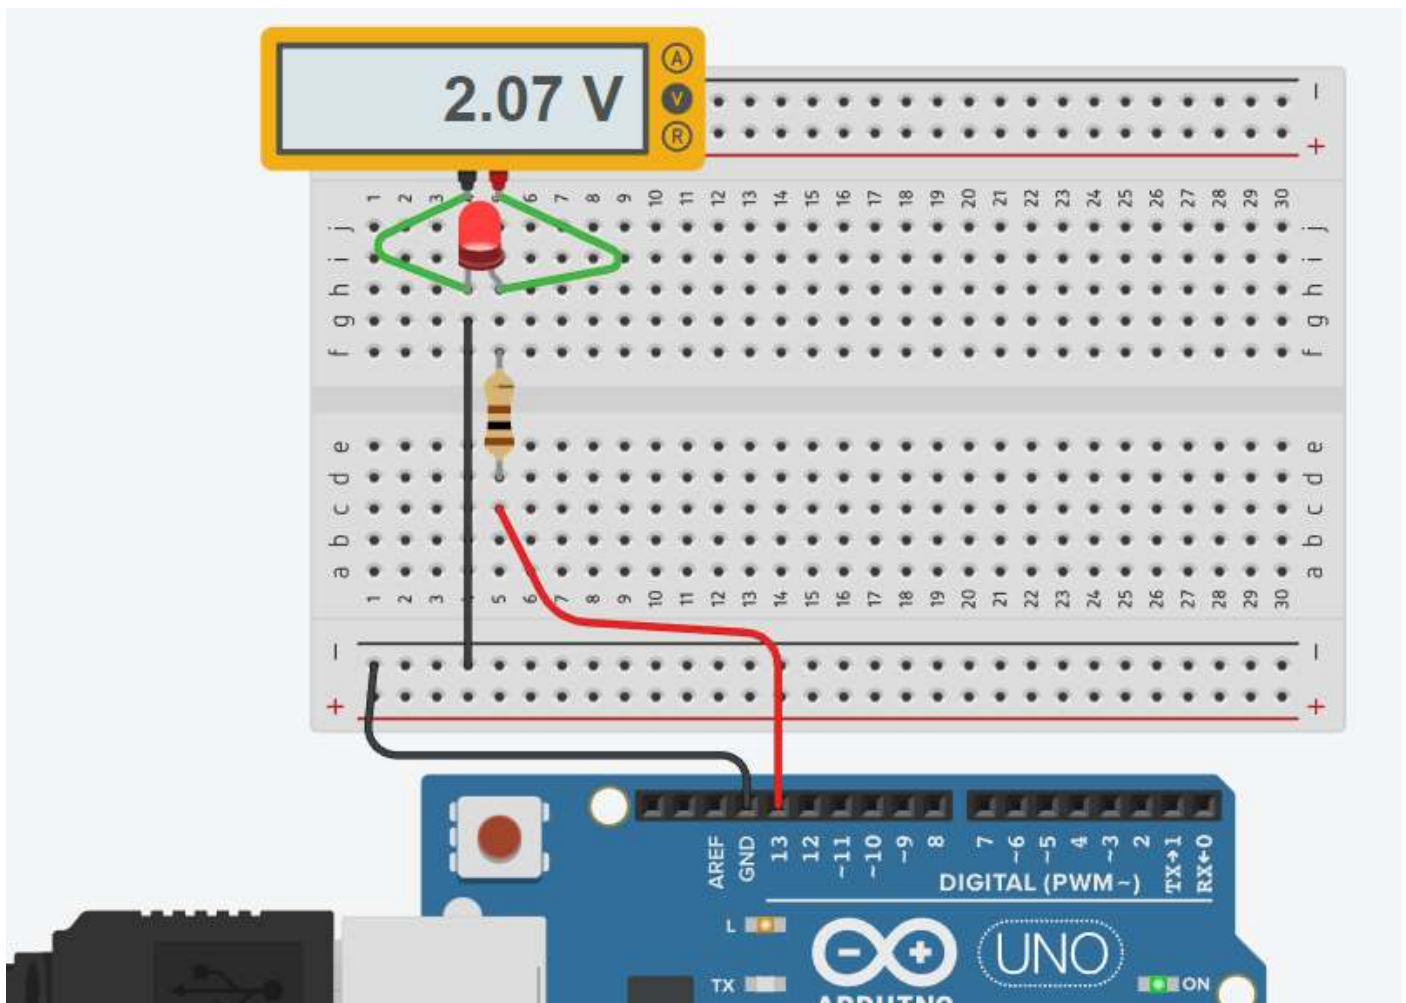 2.07 V
A
V
R
−
+
1 2 3 6 7 8 9 10 11 12 13 14 15 16 17 18 19 20 21 22 23 24 25 26 27 28 29 30
j j
i i
h h
g g
f f
e e
d d
c c
b b
a a
1 2 3 4 5 6 7 8 9 10 11 12 13 14 15 16 17 18 19 20 21 22 23 24 25 26 27 28 29 30
− −
+ +
AREF GND 13 12 ~11 ~10 ~9 8 7 ~6 ~5 4 ~3 2 TX→1 RX←0
DIGITAL (PWM~)
L
UNO
TX
ON
ARDUINO